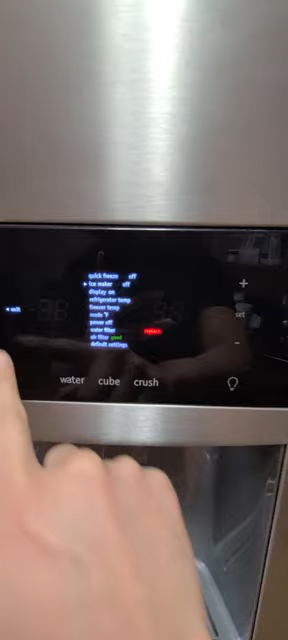 quick freeze off
▸ ice maker off
display on
refrigerator temp
freezer temp
mode °F
power off
water filter replace
air filter good
default settings
◂ exit
+
set
-
water cube crush